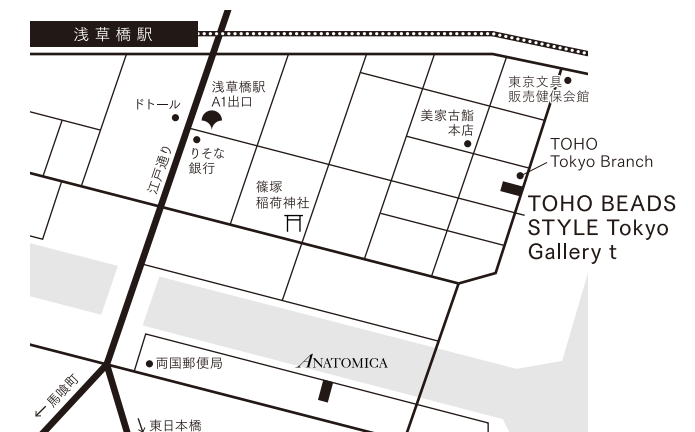 浅草橋駅
浅草橋駅
A1出口
ドトール
りそな
銀行
江戸通り
篠塚
稲荷神社
美家古鮨
本店
東京文具
販売健保会館
TOHO
Tokyo Branch
TOHO BEADS
STYLE Tokyo
Gallery t
両国郵便局
ANATOMICA
←馬喰町
↘東日本橋